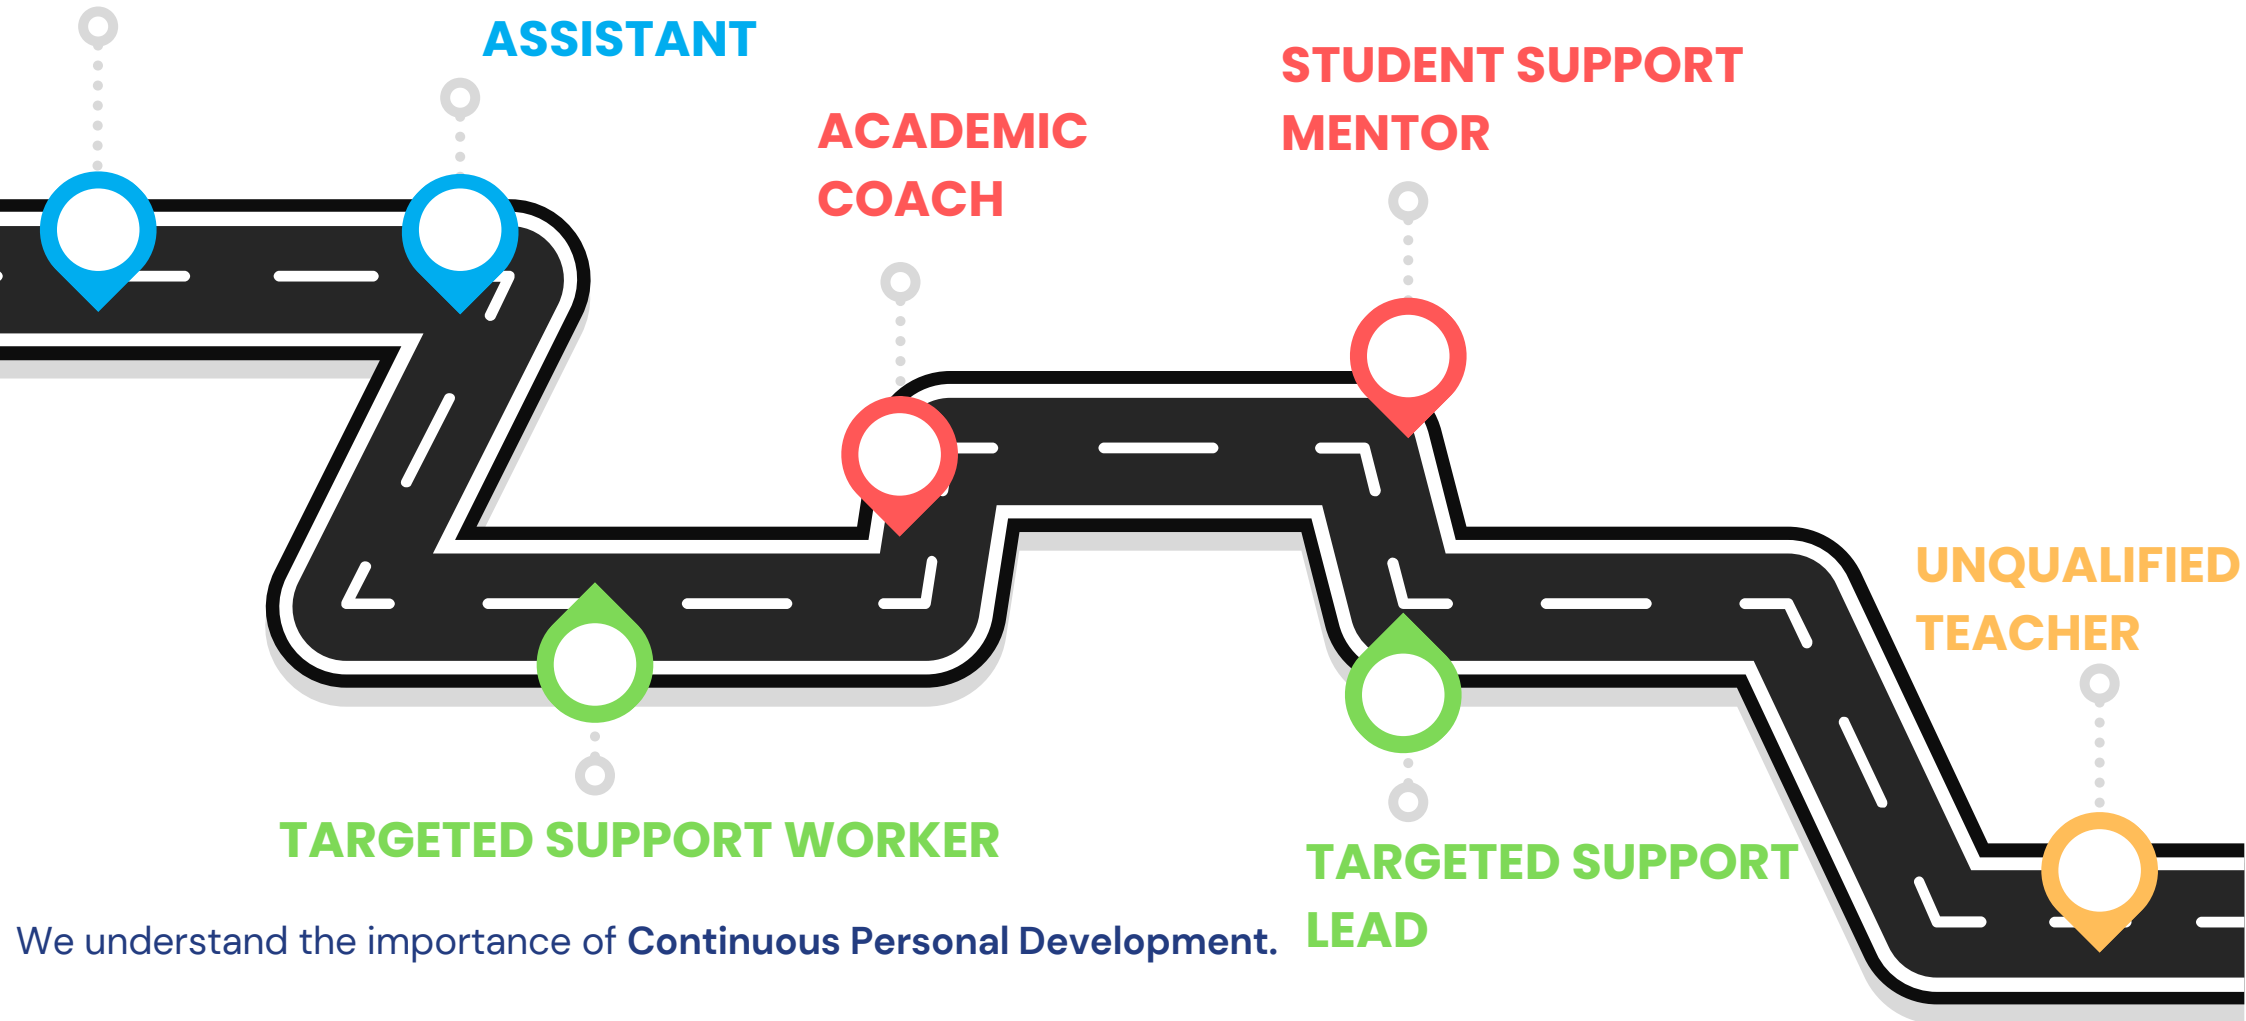 ASSISTANT
STUDENT SUPPORT
MENTOR
ACADEMIC
COACH
UNQUALIFIED
TEACHER
TARGETED SUPPORT WORKER
TARGETED SUPPORT
LEAD
We understand the importance of Continuous Personal Development.